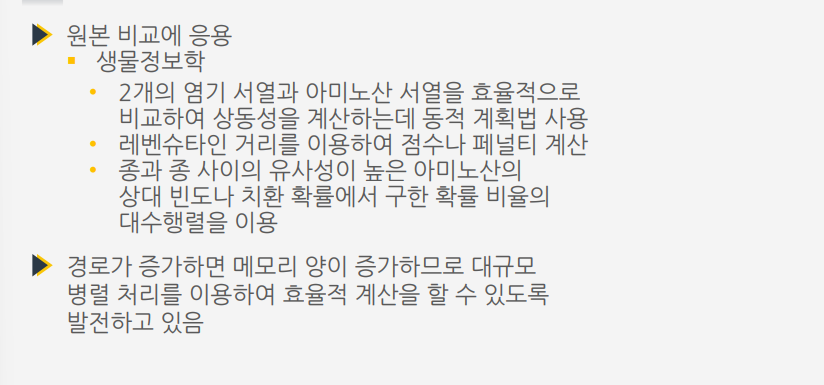 원본 비교에 응용
생물정보학
2개의 염기 서열과 아미노산 서열을 효율적으로
비교하여 상동성을 계산하는데 동적 계획법 사용
레벤슈타인 거리를 이용하여 점수나 페널티 계산
종과 종 사이의 유사성이 높은 아미노산의
상대 빈도나 치환 확률에서 구한 확률 비율의
대수행렬을 이용
경로가 증가하면 메모리 양이 증가하므로 대규모
병렬 처리를 이용하여 효율적 계산을 할 수 있도록
발전하고 있음